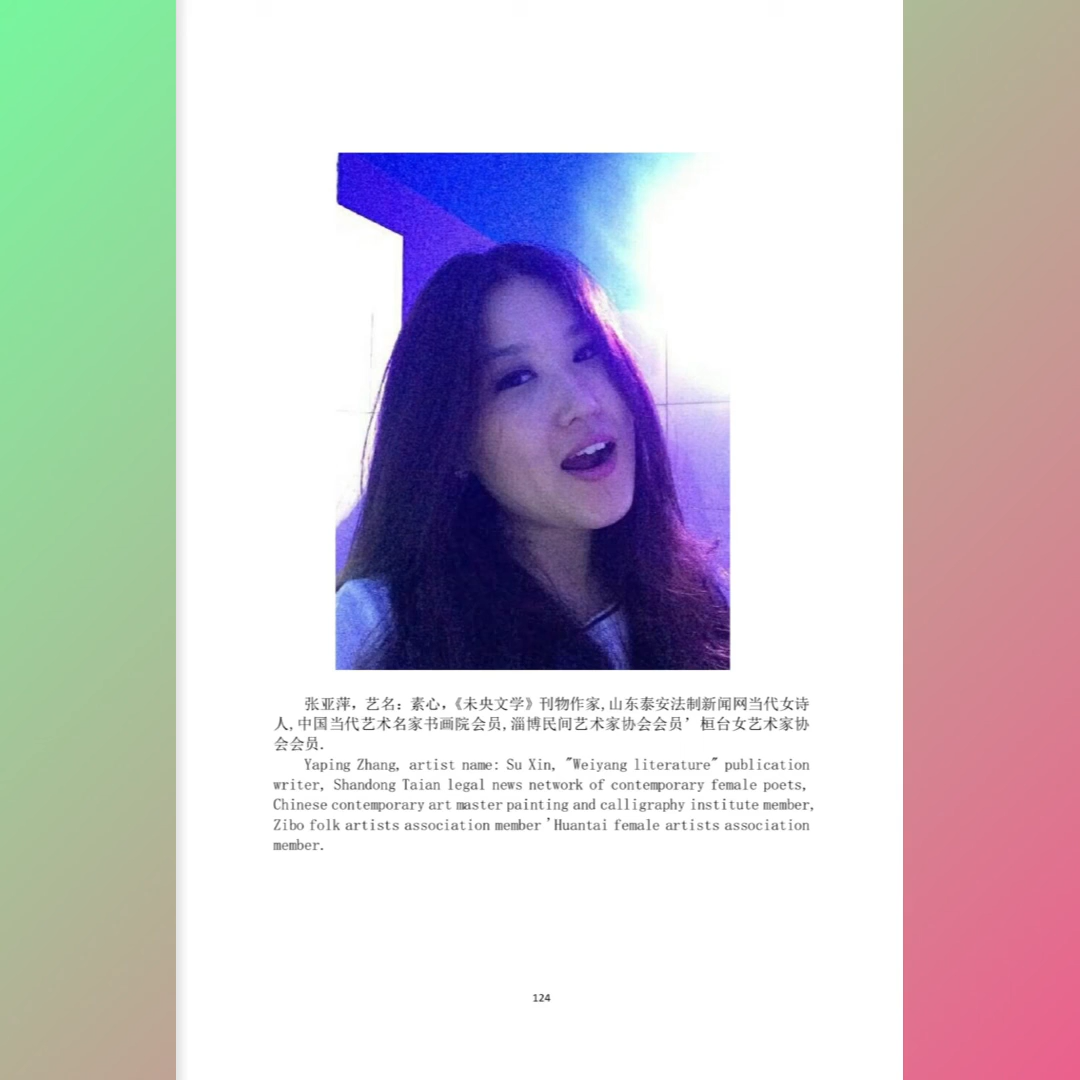 张亚萍，艺名：素心，《未央文学》刊物作家,山东泰安法制新闻网当代女诗
人,中国当代艺术名家书画院会员,淄博民间艺术家协会会员’桓台女艺术家协
会会员.
Yaping Zhang, artist name: Su Xin, "Weiyang literature" publication
writer, Shandong Taian legal news network of contemporary female poets,
Chinese contemporary art master painting and calligraphy institute member,
Zibo folk artists association member 'Huantai female artists association
member.
124